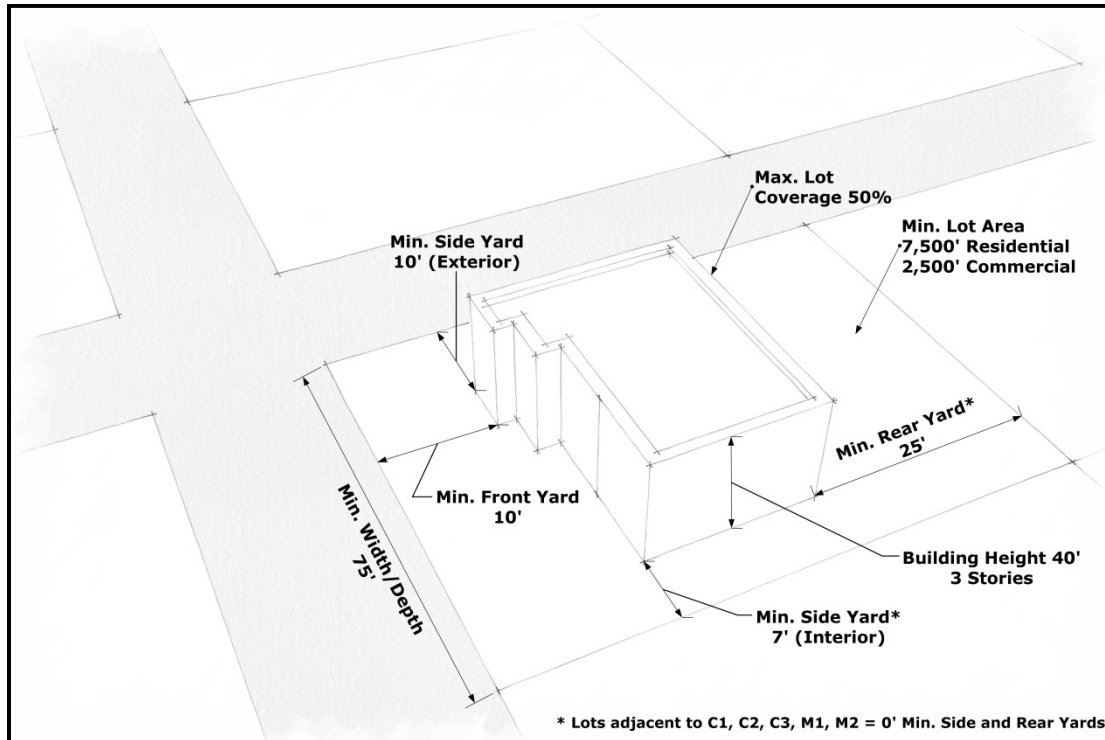 Max. Lot
Coverage 50%
Min. Lot Area
7,500' Residential
2,500' Commercial
Min. Side Yard
10' (Exterior)
Min. Rear Yard*
25'
Min. Front Yard
10'
Min. Width/Depth
75'
Building Height 40'
3 Stories
Min. Side Yard*
7' (Interior)
* Lots adjacent to C1, C2, C3, M1, M2 = 0' Min. Side and Rear Yards